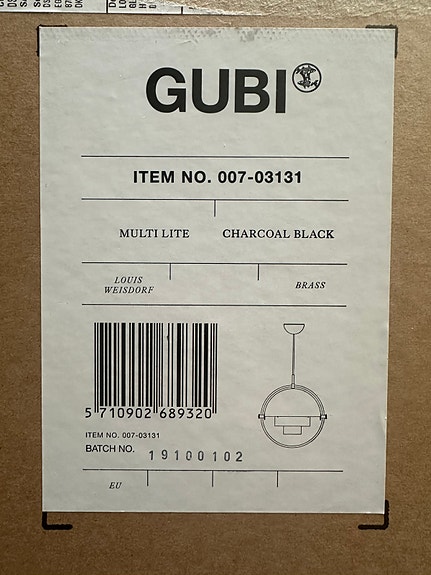 GUBI
ITEM NO. 007-03131
MULTI LITE CHARCOAL BLACK
LOUIS WEISDORF BRASS
5 710902 689320
ITEM NO. 007-03131
BATCH NO. 19100102
EU